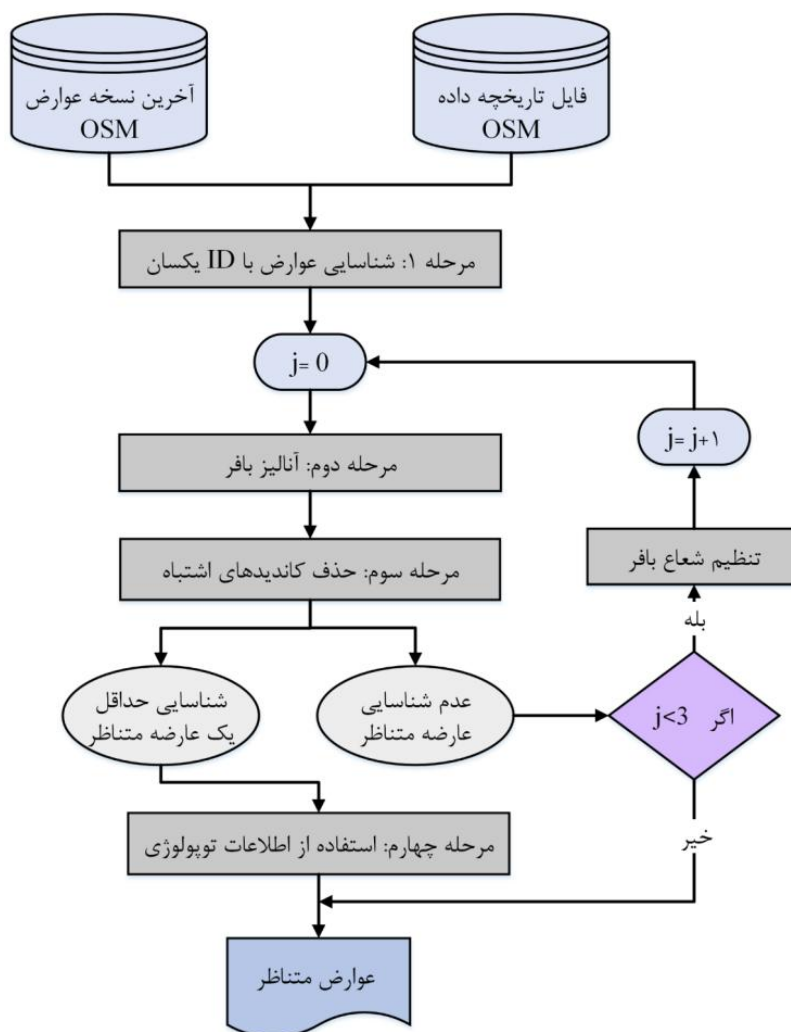 فایل تاریخچه داده
OSM
آخرین نسخه عوارض
OSM
مرحله ۱: شناسایی عوارض با ID یکسان
j= 0
j= j+۱
مرحله دوم: آنالیز بافر
تنظیم شعاع بافر
مرحله سوم: حذف کاندیدهای اشتباه
بله
شناسایی حداقل
یک عارضه متناظر
عدم شناسایی
عارضه متناظر
اگر j<3
خیر
مرحله چهارم: استفاده از اطلاعات توپولوژی
عوارض متناظر